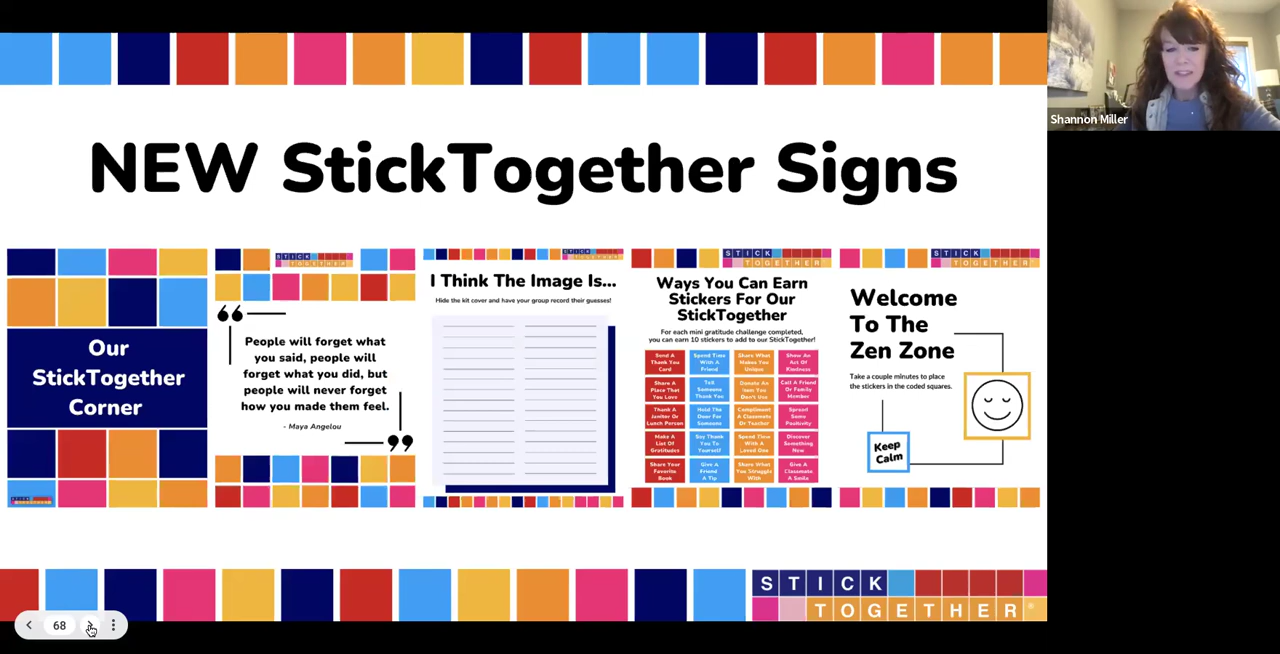 Shannon Miller
NEW StickTogether Signs
Our
StickTogether
Corner
STICK
TOGETHER
“
People will forget what
you said, people will
forget what you did, but
people will never forget
how you made them feel.
- Maya Angelou
”
STICK
TOGETHER
I Think The Image Is...
Hide the kit cover and have your group record their guesses!
STICK
TOGETHER
Ways You Can Earn
Stickers For Our
StickTogether
For each mini gratitude challenge completed,
you can earn 10 stickers to add to our StickTogether!
Send A
Thank You
Card
Spend Time
With A
Friend
Share What
Makes You
Unique
Show An
Act Of
Kindness
Share A
Place That
You Love
Tell
Someone
Thank You
Donate An
Item You
Don't Use
Call A Friend
Or Family
Member
Thank A
Janitor Or
Lunch Person
Hold The
Door For
Someone
Compliment
A Classmate
Or Teacher
Spread
Some
Positivity
Make A
List Of
Gratitudes
Say Thank
You To
Yourself
Spend Time
With A
Loved One
Discover
Something
New
Share Your
Favorite
Book
Give A
Friend
A Tip
Share What
You Struggle
With
Give A
Classmate
A Smile
STICK
TOGETHER
Welcome
To The
Zen Zone
Take a couple minutes to place
the stickers in the coded squares.
Keep
Calm
STICK
TOGETHER
68